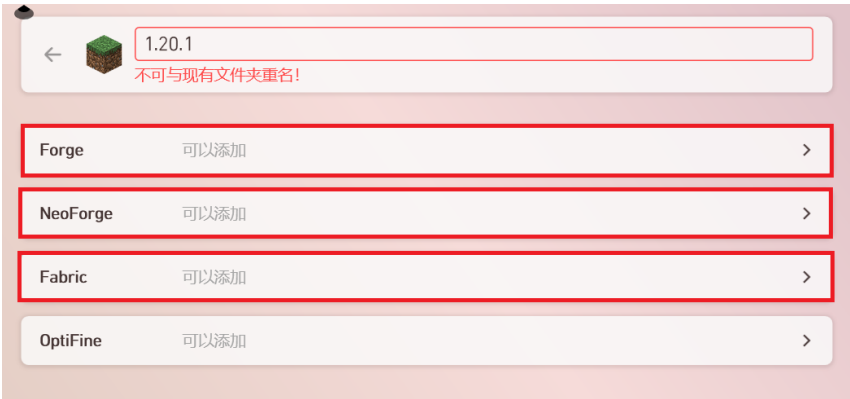 1.20.1
不可与现有文件夹重名！
Forge 可以添加
NeoForge 可以添加
Fabric 可以添加
OptiFine 可以添加